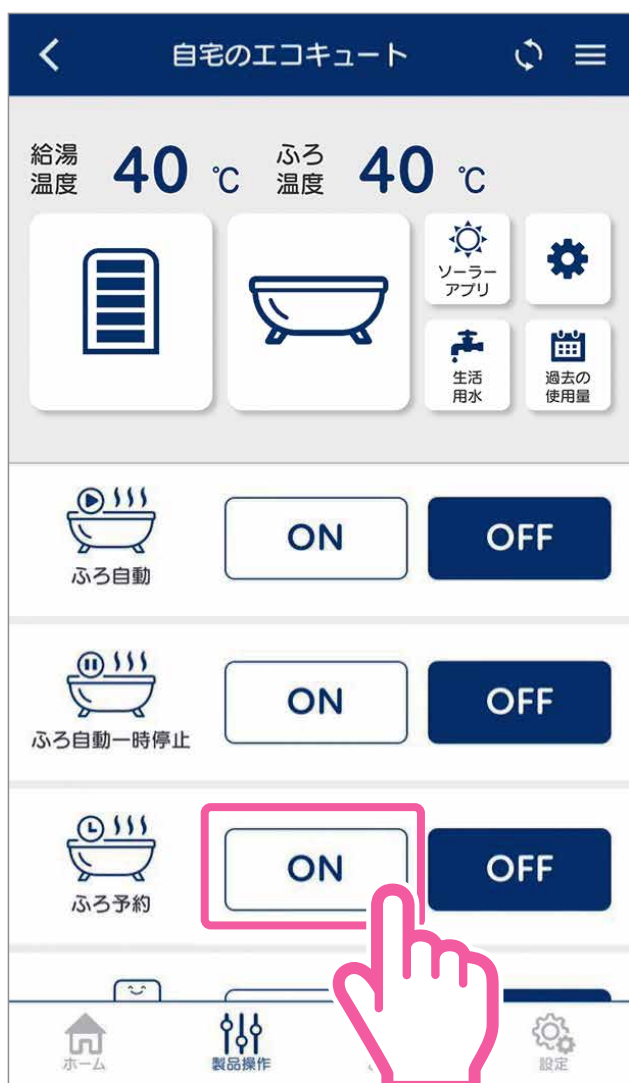 自宅のエコキュート
給湯
温度
40 ℃
ふろ
温度
40 ℃
ソーラー
アプリ
生活
用水
過去の
使用量
ふろ自動
ON
OFF
ふろ自動一時停止
ON
OFF
ふろ予約
ON
OFF
ホーム
製品操作
設定